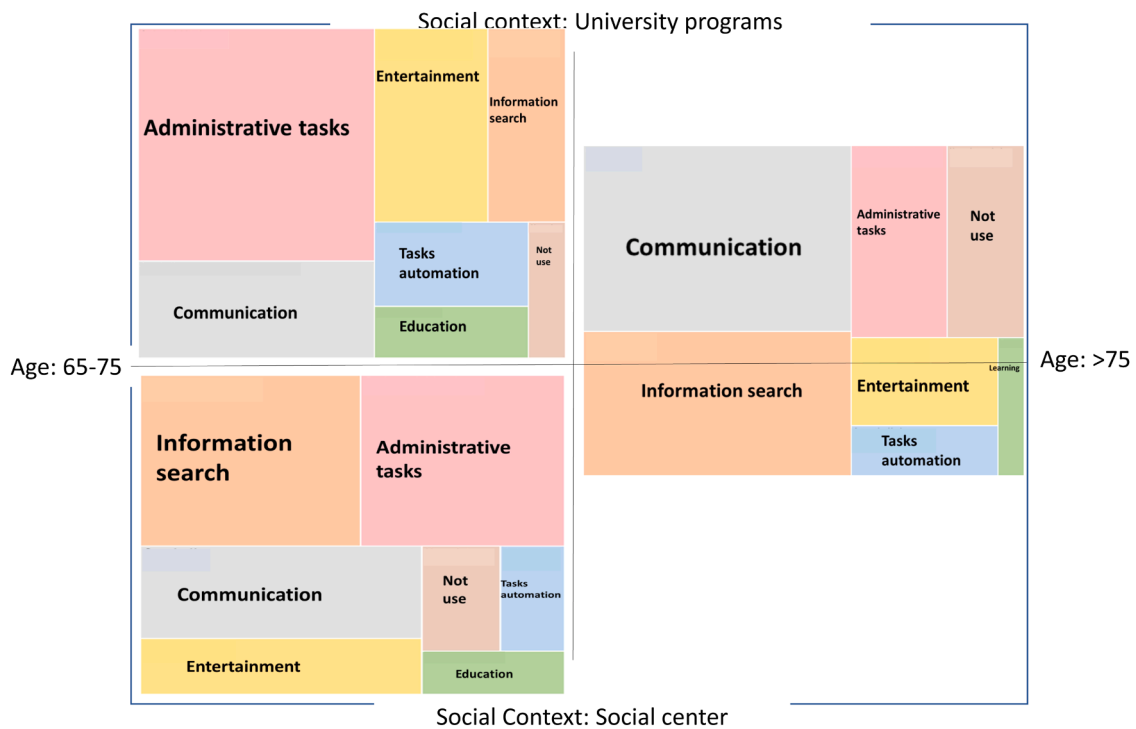 Social context: University programs
Administrative tasks
Entertainment
Information
search
Tasks
automation
Not
use
Communication
Education
Communication
Administrative
tasks
Not
use
Information search
Entertainment
Learning
Tasks
automation
Age: 65-75
Age: >75
Information
search
Administrative
tasks
Communication
Not
use
Tasks
automation
Entertainment
Education
Social Context: Social center